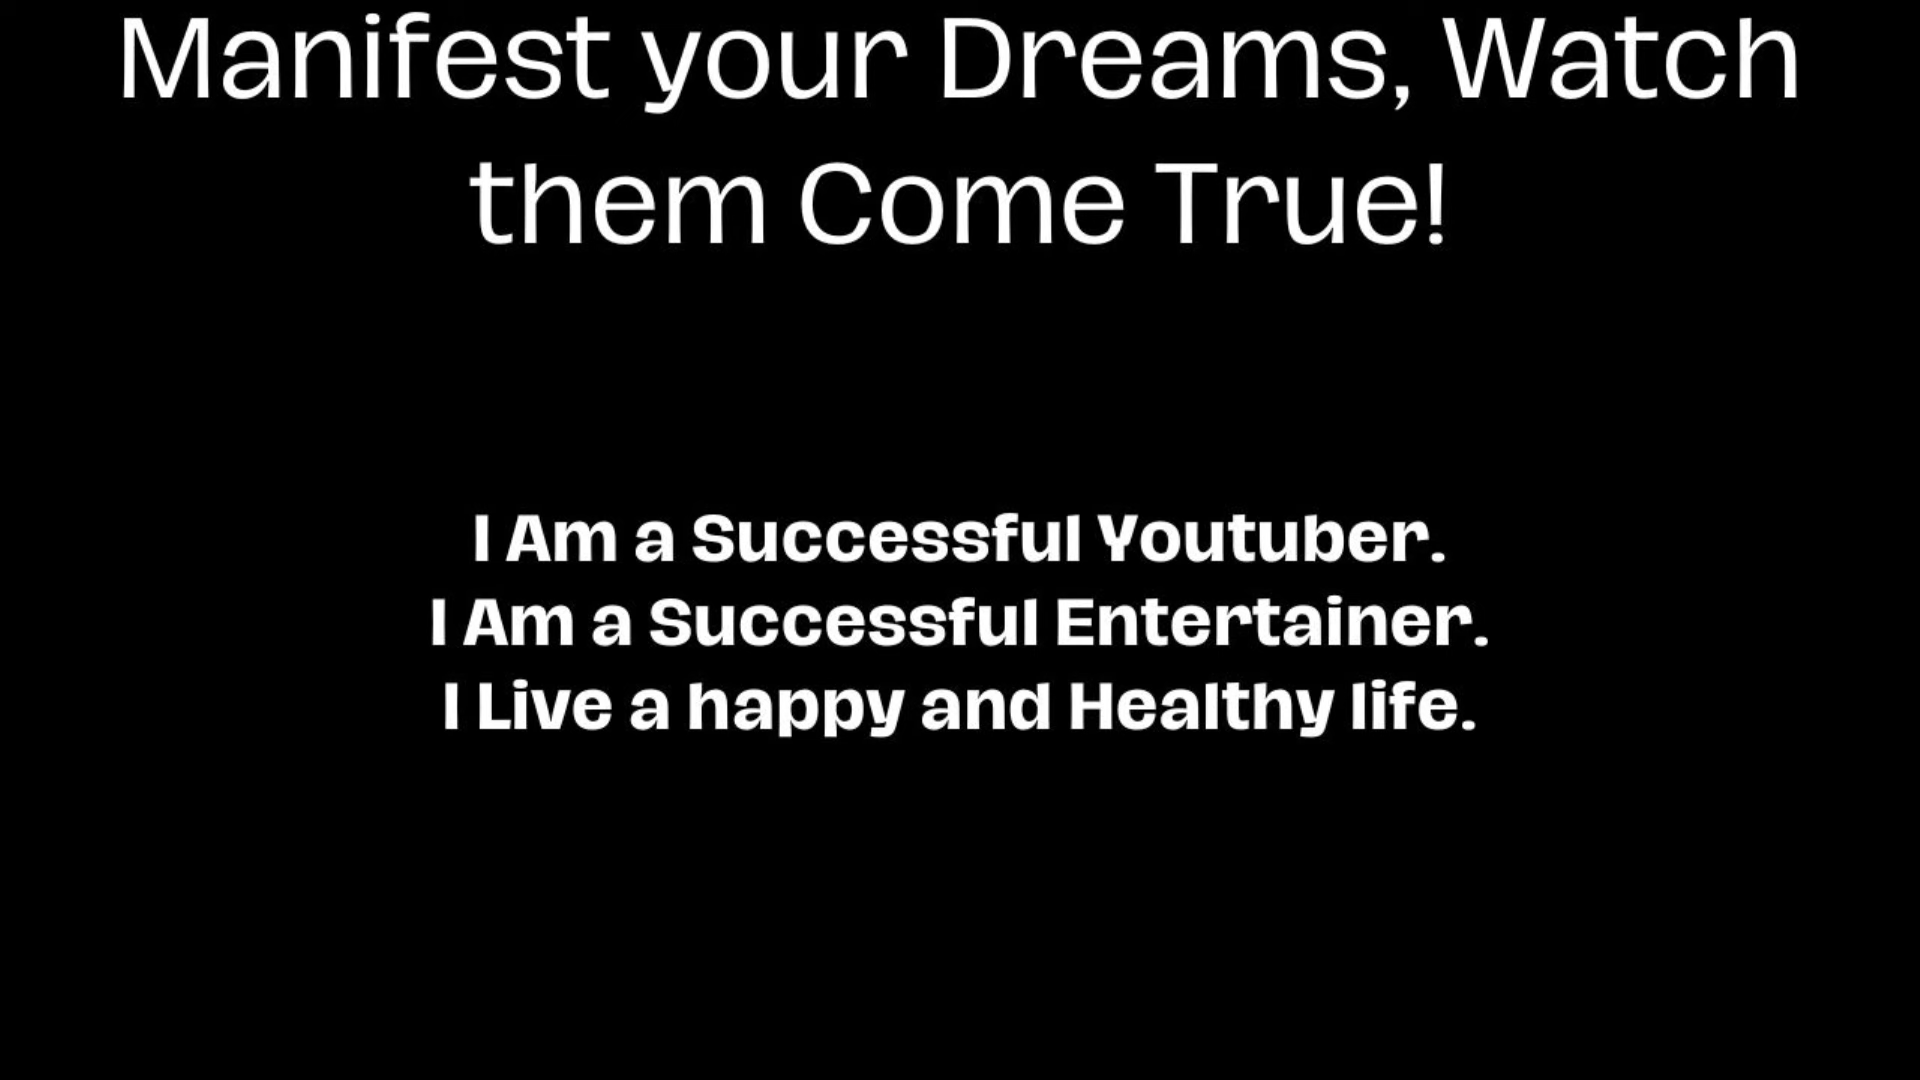 Manifest your Dreams, Watch
them Come True!
I Am a Successful Youtuber.
I Am a Successful Entertainer.
I Live a happy and Healthy life.